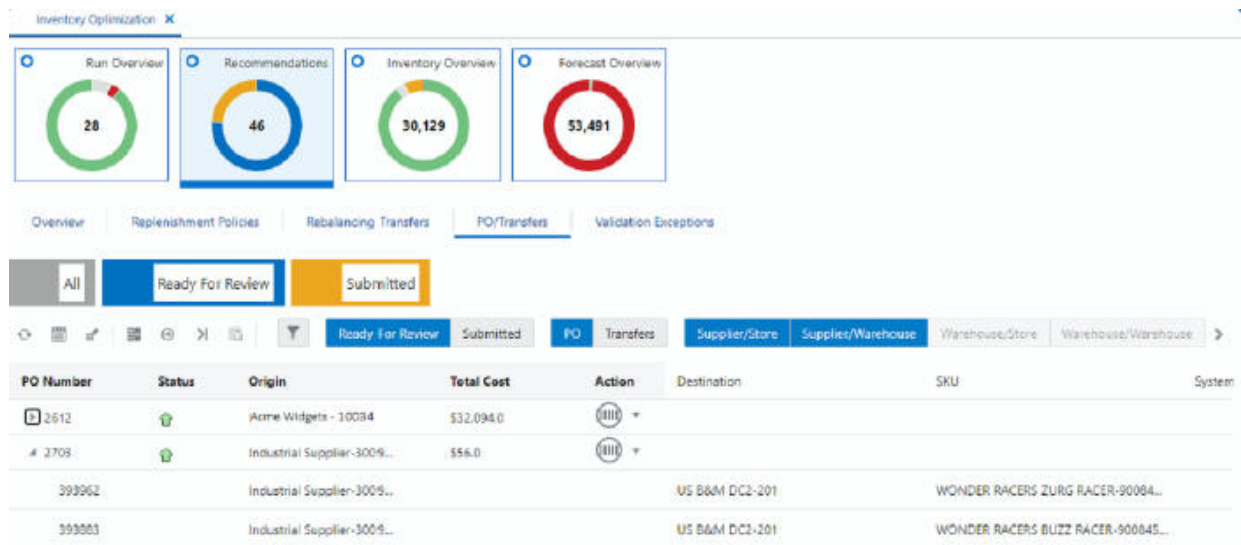 Inventory Optimization X
Run Overview Recommendations Inventory Overview Forecast Overview
28 46 30,129 53,491
Overview Replenishment Policies Rebalancing Transfers PO/Transfers Validation Exceptions
All Ready For Review Submitted
Ready For Review Submitted PO Transfers Supplier/Store Supplies/Warehouse Warehouse/Store Warehouse/Warehouse
PO Number Status Origin Total Cost Action Destination SKU System
2612 Acme Widgets - 10034 $32,094.0
2703 Industrial Supplier-3009... $56.0
393962 Industrial Supplier-3009... US B&M DC2-201 WONDER RACERS ZURG RACER-90084...
393883 Industrial Supplier-3009... US B&M DC2-201 WONDER RACERS BUZZ RACER-900845...